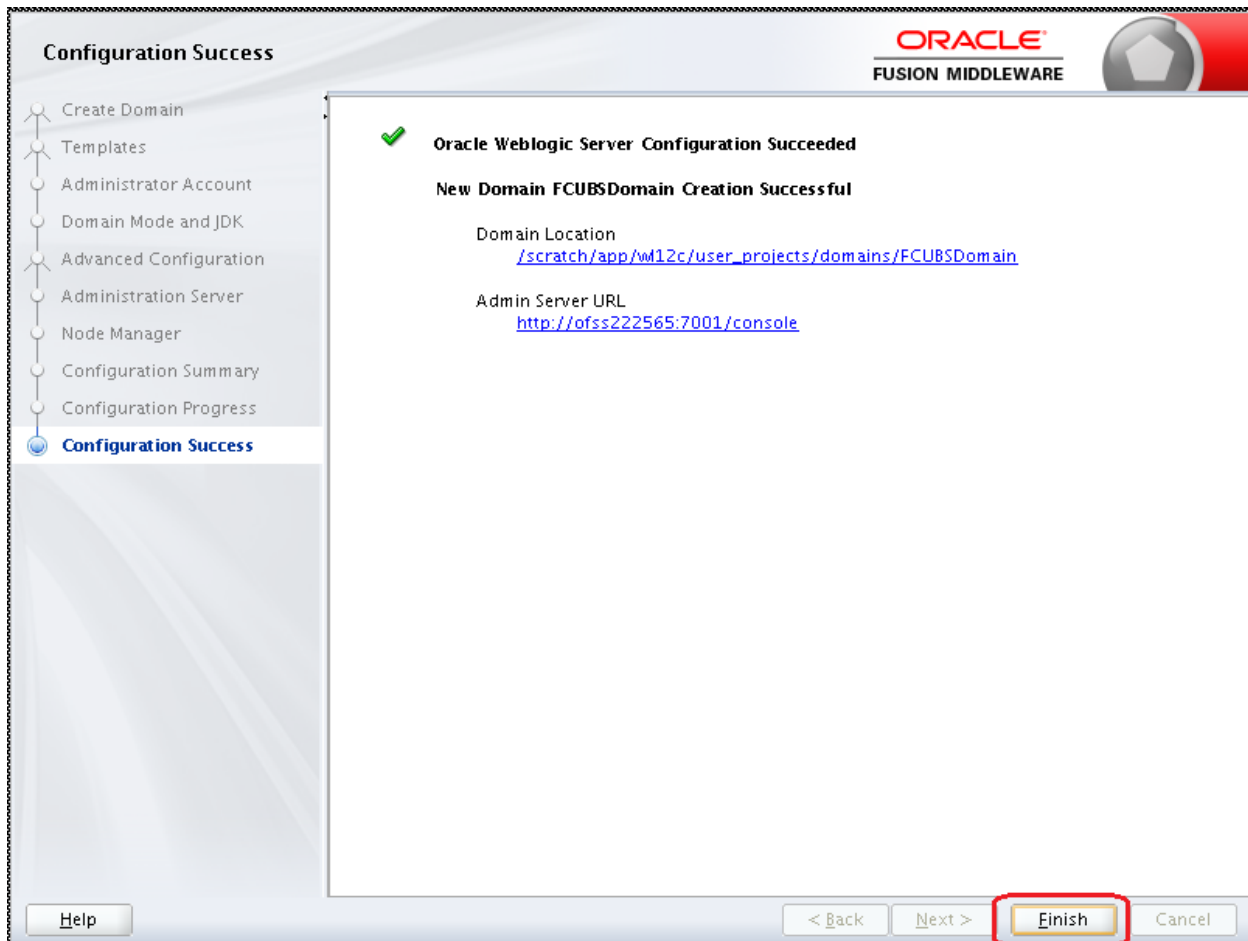 Configuration Success
ORACLE
FUSION MIDDLEWARE
Create Domain
Templates
Administrator Account
Domain Mode and JDK
Advanced Configuration
Administration Server
Node Manager
Configuration Summary
Configuration Progress
Configuration Success
Oracle Weblogic Server Configuration Succeeded
New Domain FCUBSDomain Creation Successful
Domain Location
/scratch/app/wl12c/user_projects/domains/FCUBSDomain
Admin Server URL
http://ofss222565:7001/console
Help
< Back
Next >
Finish
Cancel